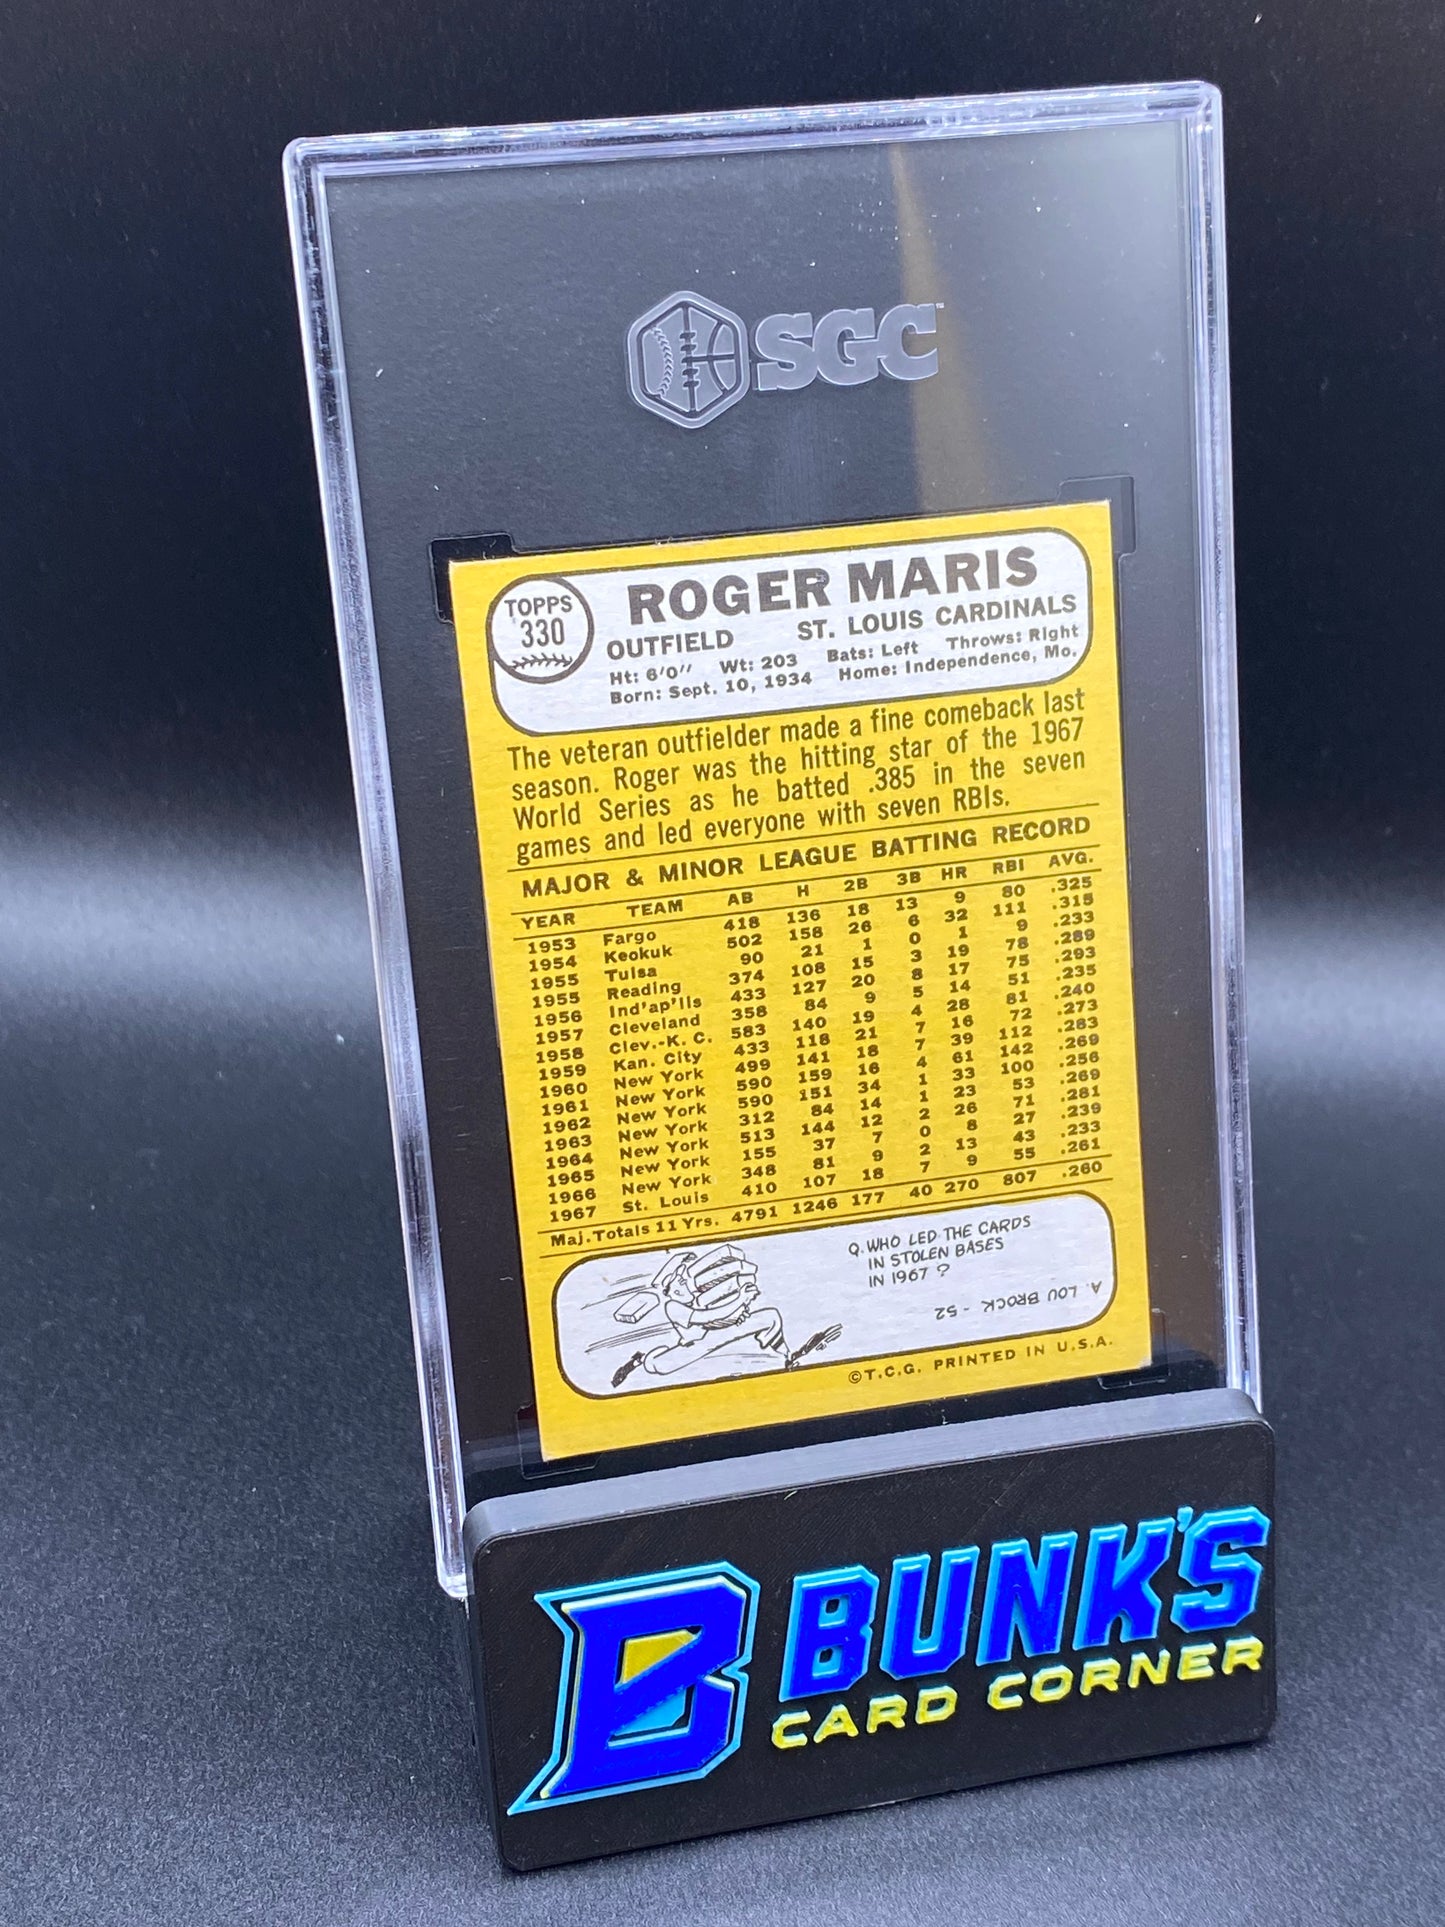 SGC
TOPPS
330
ROGER MARIS
OUTFIELD ST. LOUIS CARDINALS
Ht: 6'0" Wt: 203 Bats: Left Throws: Right
Born: Sept. 10, 1934 Home: Independence, Mo.
The veteran outfielder made a fine comeback last
season. Roger was the hitting star of the 1967
World Series as he batted .385 in the seven
games and led everyone with seven RBIs.
MAJOR & MINOR LEAGUE BATTING RECORD
YEAR TEAM AB H 2B 3B HR RBI AVG.
1953 Fargo 418 136 18 13 9 80 .325
1954 Keokuk 502 158 26 6 32 111 .315
1955 Tulsa 90 21 1 0 1 9 .233
1955 Reading 374 108 15 3 19 78 .289
1956 Ind'ap'lls 433 127 20 8 17 75 .293
1957 Cleveland 358 84 9 5 14 51 .235
1958 Clev.-K. C. 583 140 19 4 28 81 .240
1959 Kan. City 433 118 21 7 16 72 .273
1960 New York 499 141 18 7 39 112 .283
1961 New York 590 159 16 4 61 142 .269
1962 New York 590 151 34 1 33 100 .256
1963 New York 312 84 14 1 23 53 .269
1964 New York 513 144 12 2 26 71 .281
1965 New York 155 37 7 0 8 27 .239
1966 New York 348 81 9 2 13 43 .233
1967 St. Louis 410 107 18 7 9 55 .261
Maj. Totals 11 Yrs. 4791 1246 177 40 270 807 .260
Q. WHO LED THE CARDS
IN STOLEN BASES
IN 1967 ?
A. LOU BROCK - 52
©T.C.G. PRINTED IN U.S.A.
B BUNK'S
CARD CORNER